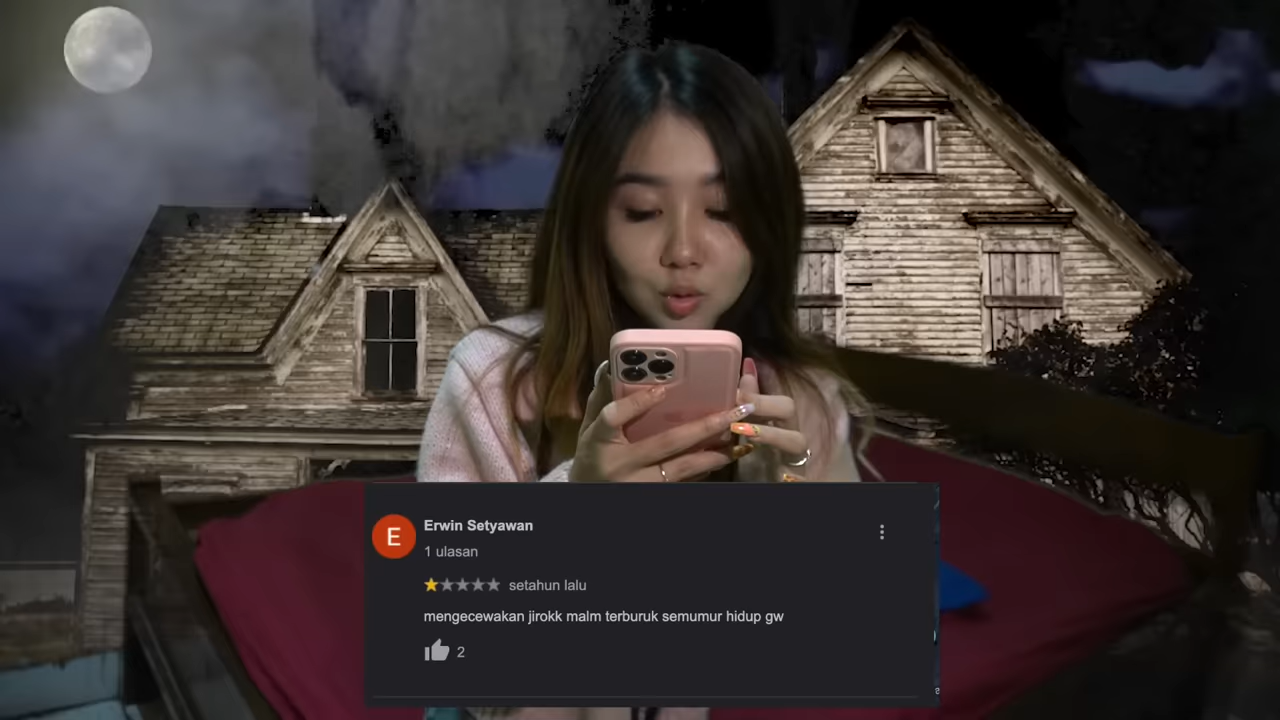 E
Erwin Setyawan
1 ulasan
setahun lalu
mengecewakan jirokk malm terburuk semumur hidup gw
2